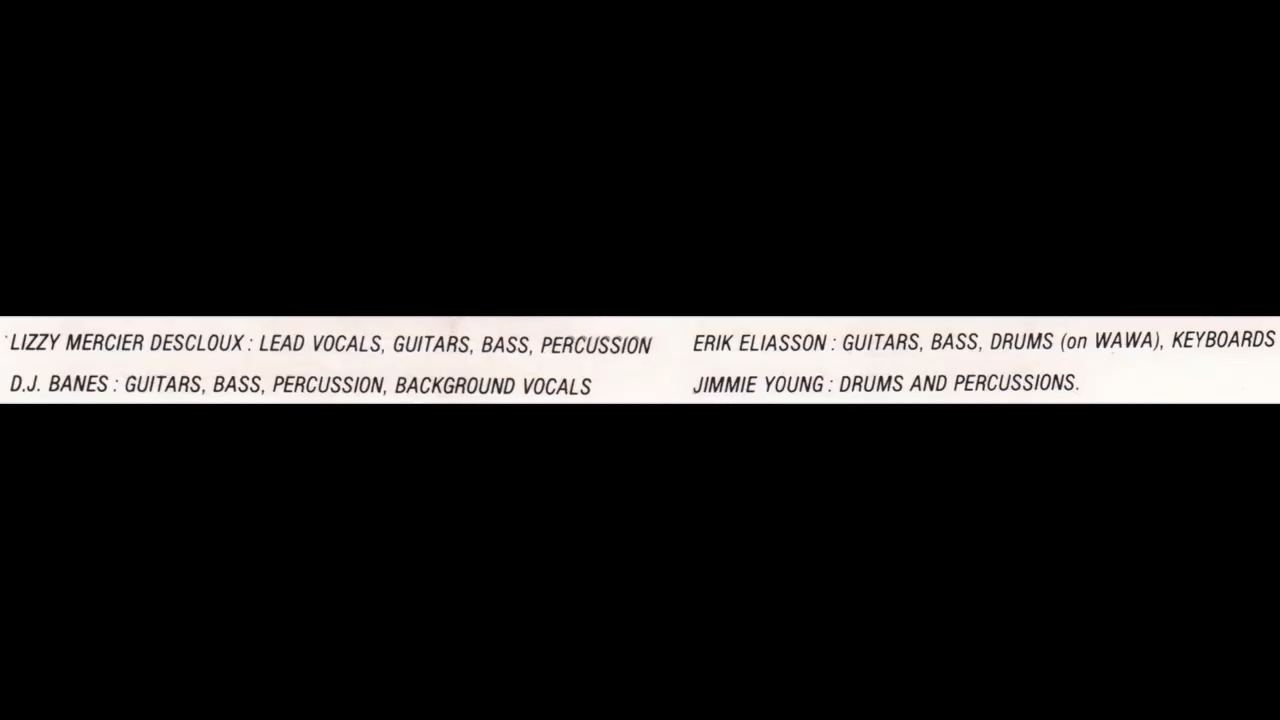 LIZZY MERCIER DESCLOUX : LEAD VOCALS, GUITARS, BASS, PERCUSSION
D.J. BANES : GUITARS, BASS, PERCUSSION, BACKGROUND VOCALS
ERIK ELIASSON : GUITARS, BASS, DRUMS (on WAWA), KEYBOARDS
JIMMIE YOUNG : DRUMS AND PERCUSSIONS.